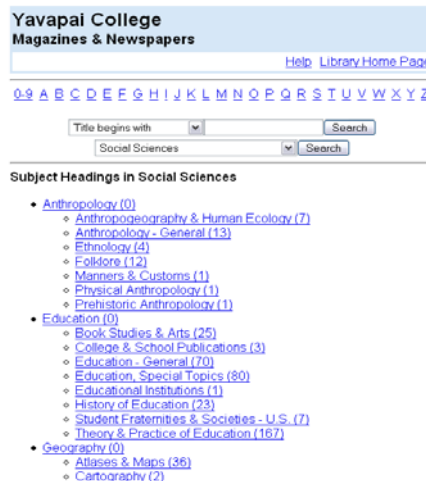 Yavapai College
Magazines & Newspapers
Help Library Home Page
0-9 A B C D E F G H I J K L M N O P Q R S T U V W X Y Z
Title begins with Search
Social Sciences Search
Subject Headings in Social Sciences
Anthropology (0)
Anthropogeography & Human Ecology (7)
Anthropology - General (13)
Ethnology (4)
Folklore (12)
Manners & Customs (1)
Physical Anthropology (1)
Prehistoric Anthropology (1)
Education (0)
Book Studies & Arts (25)
College & School Publications (3)
Education - General (70)
Education, Special Topics (80)
Educational Institutions (1)
History of Education (23)
Student Fraternities & Societies - U.S. (7)
Theory & Practice of Education (167)
Geography (0)
Atlases & Maps (36)
Cartography (2)